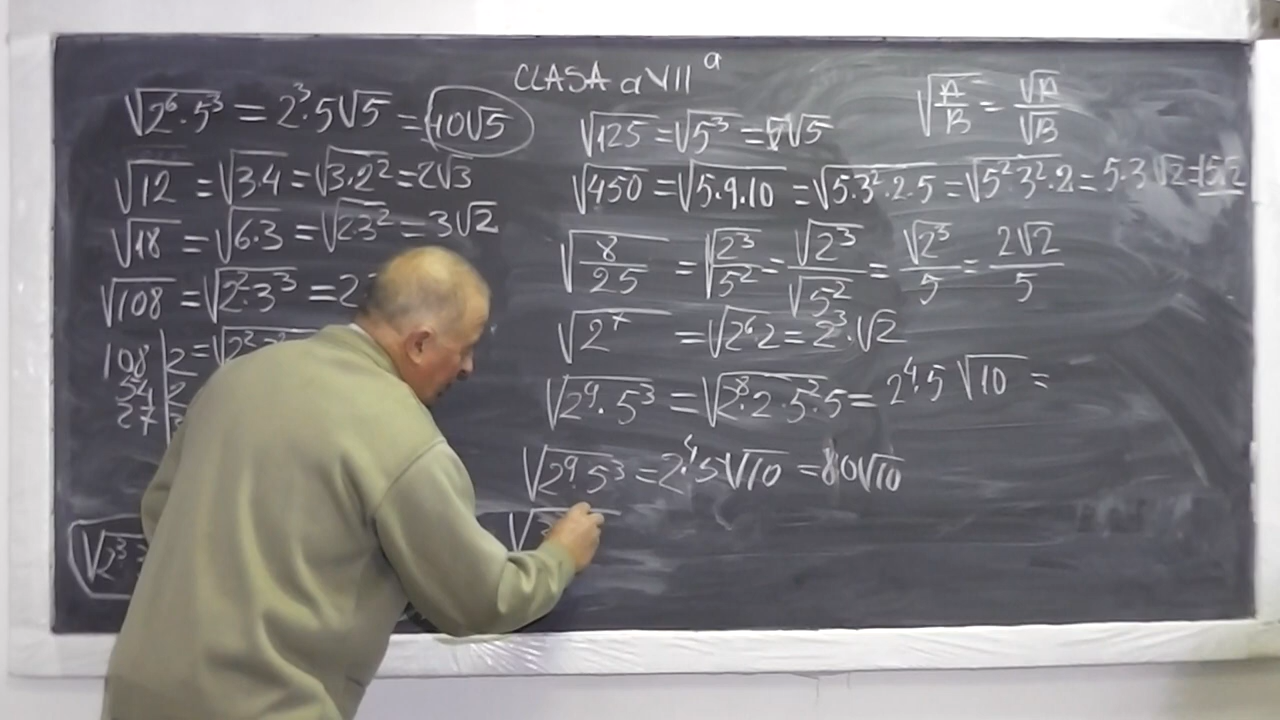 CLASA a VII a
√(2⁶·5³) = 2³·5√5 = 40√5
√12 = √(3·4) = √(3·2²) = 2√3
√18 = √(6·3) = √(2 3²) = 3√2
√108 = √(2²·3³) = 2
108 | 2 = √(2²
54 | 2
27 |
√(2³
√125 = √(5³) = 5√5
√450 = √(5·9·10) = √(5·3²·2·5) = √(5²·3²·2) = 5·3√2 = 15√2
√(8/25) = √(2³/5²) = √(2³)/√(5²) = √(2³)/5 = 2√2/5
√(2⁷) = √(2⁶ 2) = 2³·√2
√(2⁹·5³) = √(2⁸·2·5²·5) = 2⁴·5√10 =
√(2⁹·5³) = 2⁴·5√10 = 80√10
√(A/B) = √A/√B